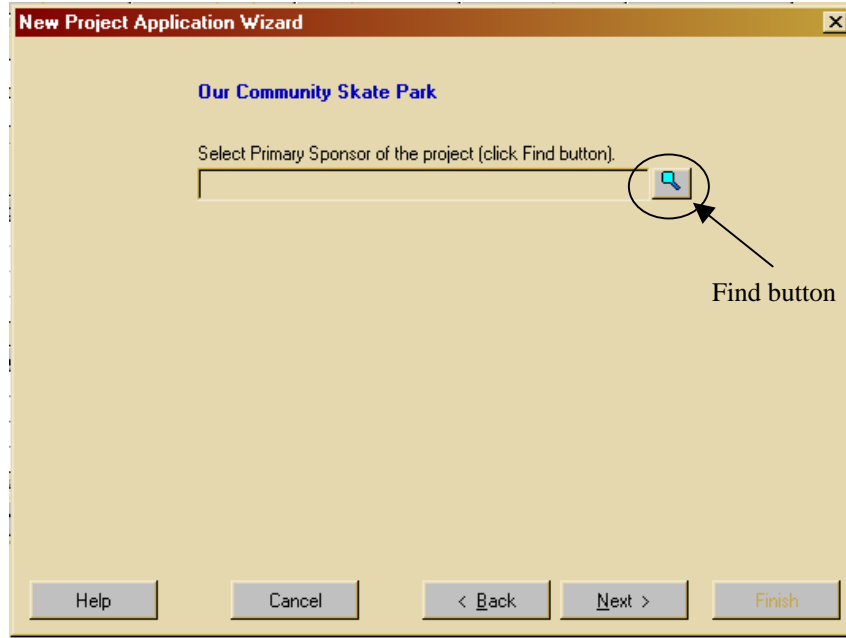 New Project Application Wizard
Our Community Skate Park
Select Primary Sponsor of the project (click Find button).
Find button
Help Cancel < Back Next > Finish